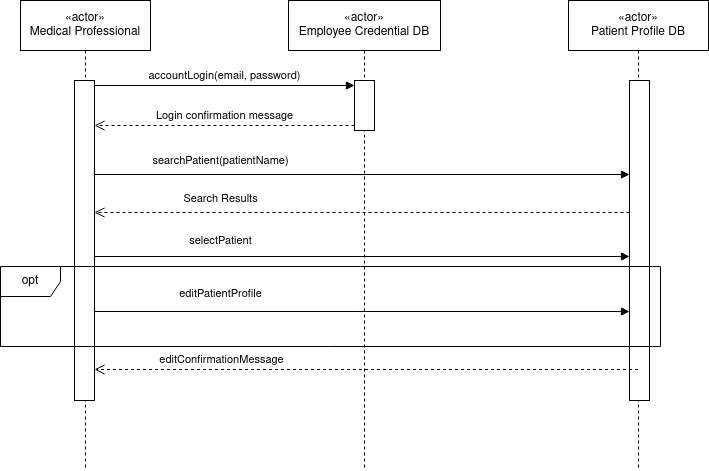 «actor»
Medical Professional
«actor»
Employee Credential DB
«actor»
Patient Profile DB
accountLogin(email, password)
Login confirmation message
searchPatient(patientName)
Search Results
selectPatient
opt
editPatientProfile
editConfirmationMessage